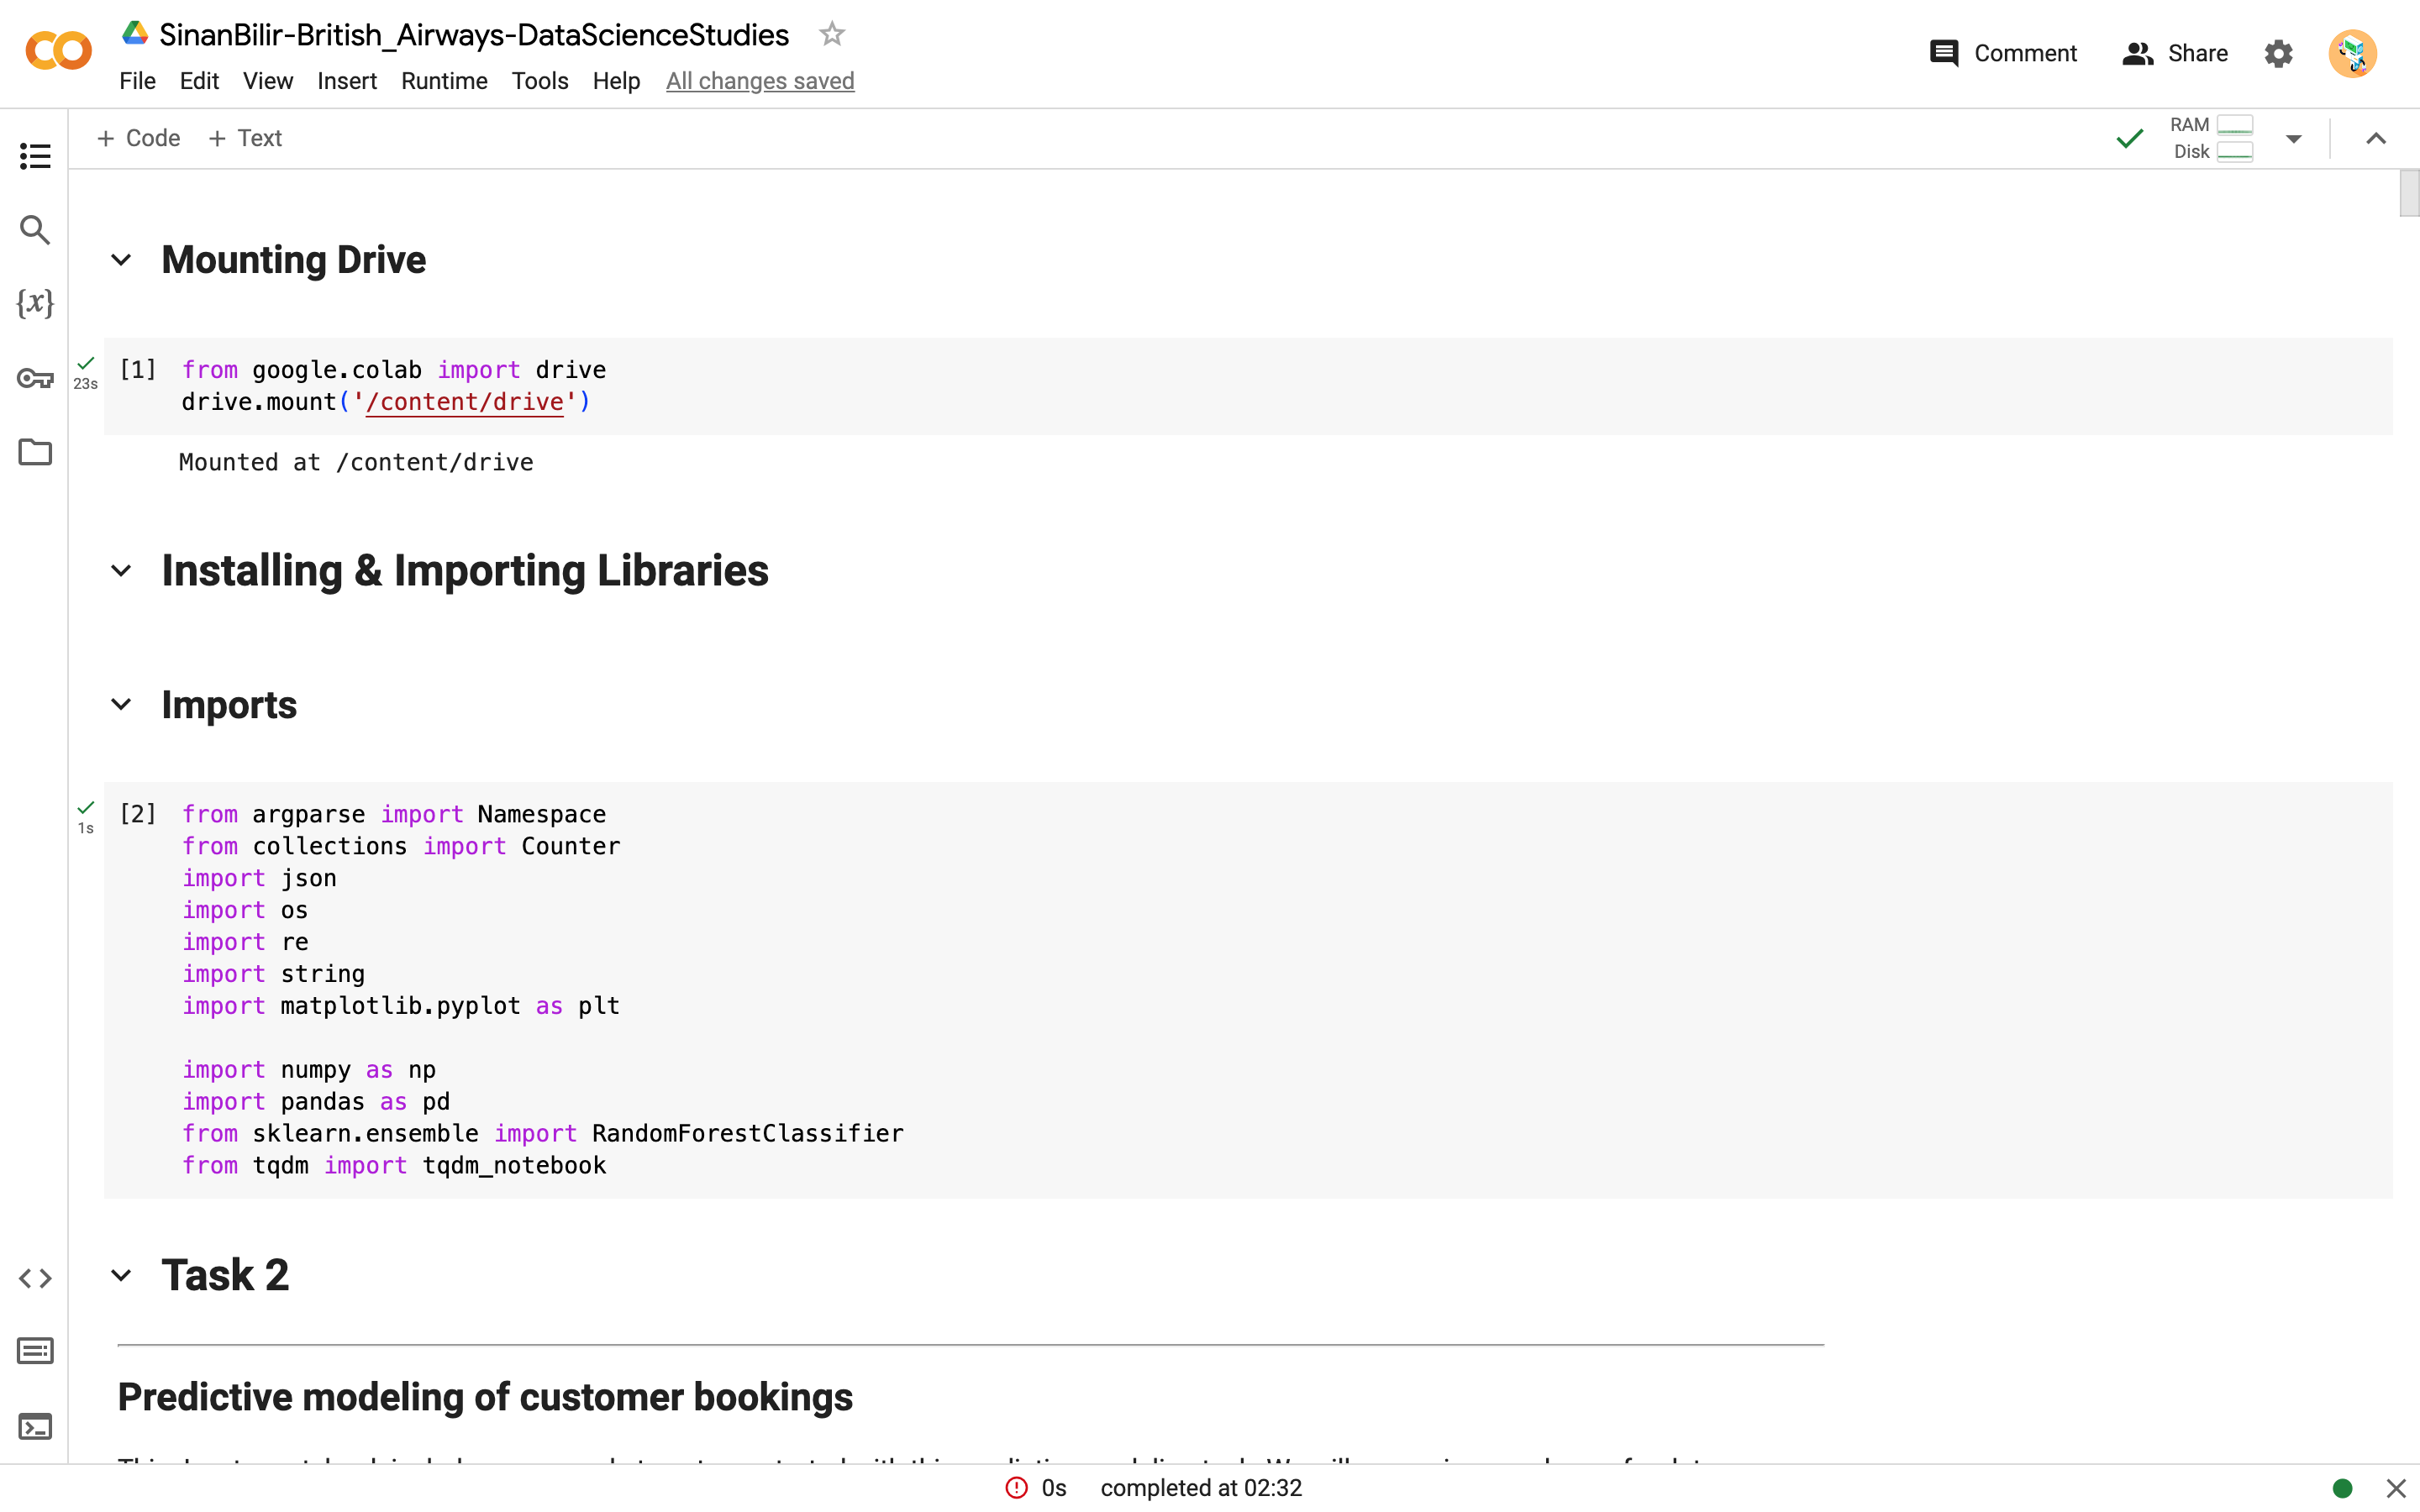 SinanBilir-British_Airways-DataScienceStudies
File Edit View Insert Runtime Tools Help All changes saved
Comment Share
+ Code + Text
RAM
Disk
{x}
Mounting Drive
23s
[1] from google.colab import drive
drive.mount('/content/drive')
Mounted at /content/drive
Installing & Importing Libraries
Imports
1s
[2] from argparse import Namespace
from collections import Counter
import json
import os
import re
import string
import matplotlib.pyplot as plt
import numpy as np
import pandas as pd
from sklearn.ensemble import RandomForestClassifier
from tqdm import tqdm_notebook
Task 2
Predictive modeling of customer bookings
0s completed at 02:32